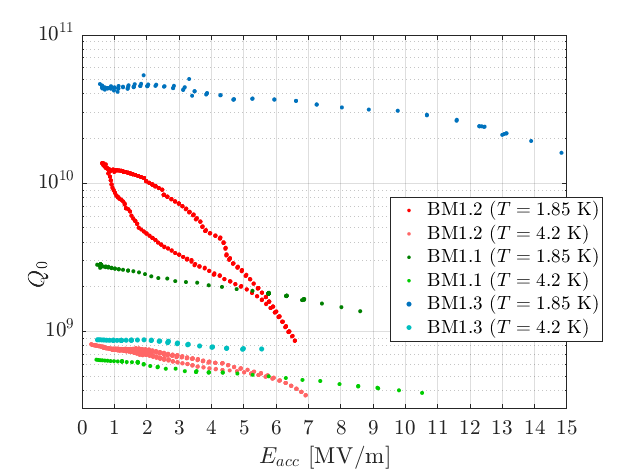 10^11
10^10
10^9
Q_0
0 1 2 3 4 5 6 7 8 9 10 11 12 13 14 15
E_acc [MV/m]
BM1.2 (T = 1.85 K)
BM1.2 (T = 4.2 K)
BM1.1 (T = 1.85 K)
BM1.1 (T = 4.2 K)
BM1.3 (T = 1.85 K)
BM1.3 (T = 4.2 K)